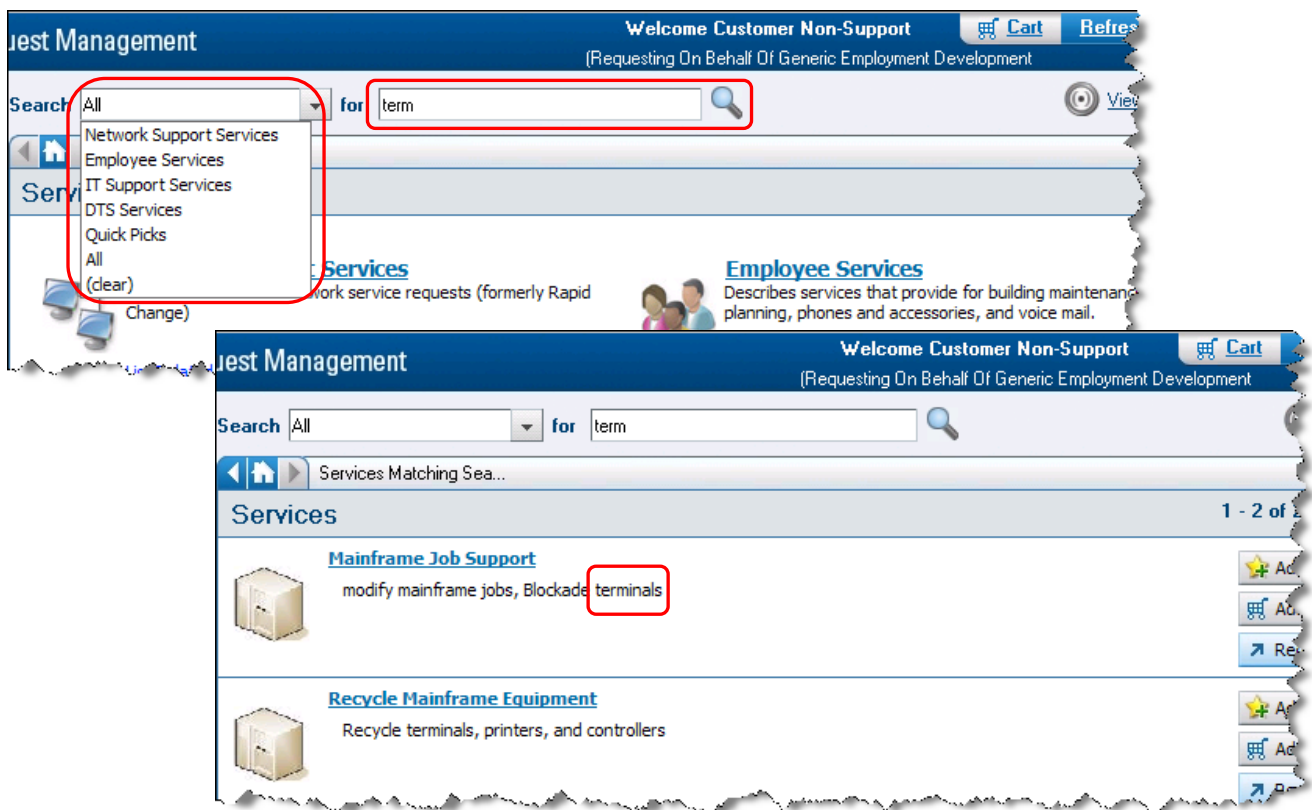 uest Management
Welcome Customer Non-Support
Cart
(Requesting On Behalf Of Generic Employment Development
Search All for term
View
Network Support Services
Employee Services
IT Support Services
DTS Services
Quick Picks
All
(clear)
Services
work service requests (formerly Rapid
Change)
Employee Services
Describes services that provide for building
planning, phones and accessories, and voice mail.
uest Management
Welcome Customer Non-Support
Cart
(Requesting On Behalf Of Generic Employment Development
Search All for term
Services Matching Sea...
Services
1 - 2 of
Mainframe Job Support
modify mainframe jobs, Blockade terminals
Recycle Mainframe Equipment
Recycle terminals, printers, and controllers